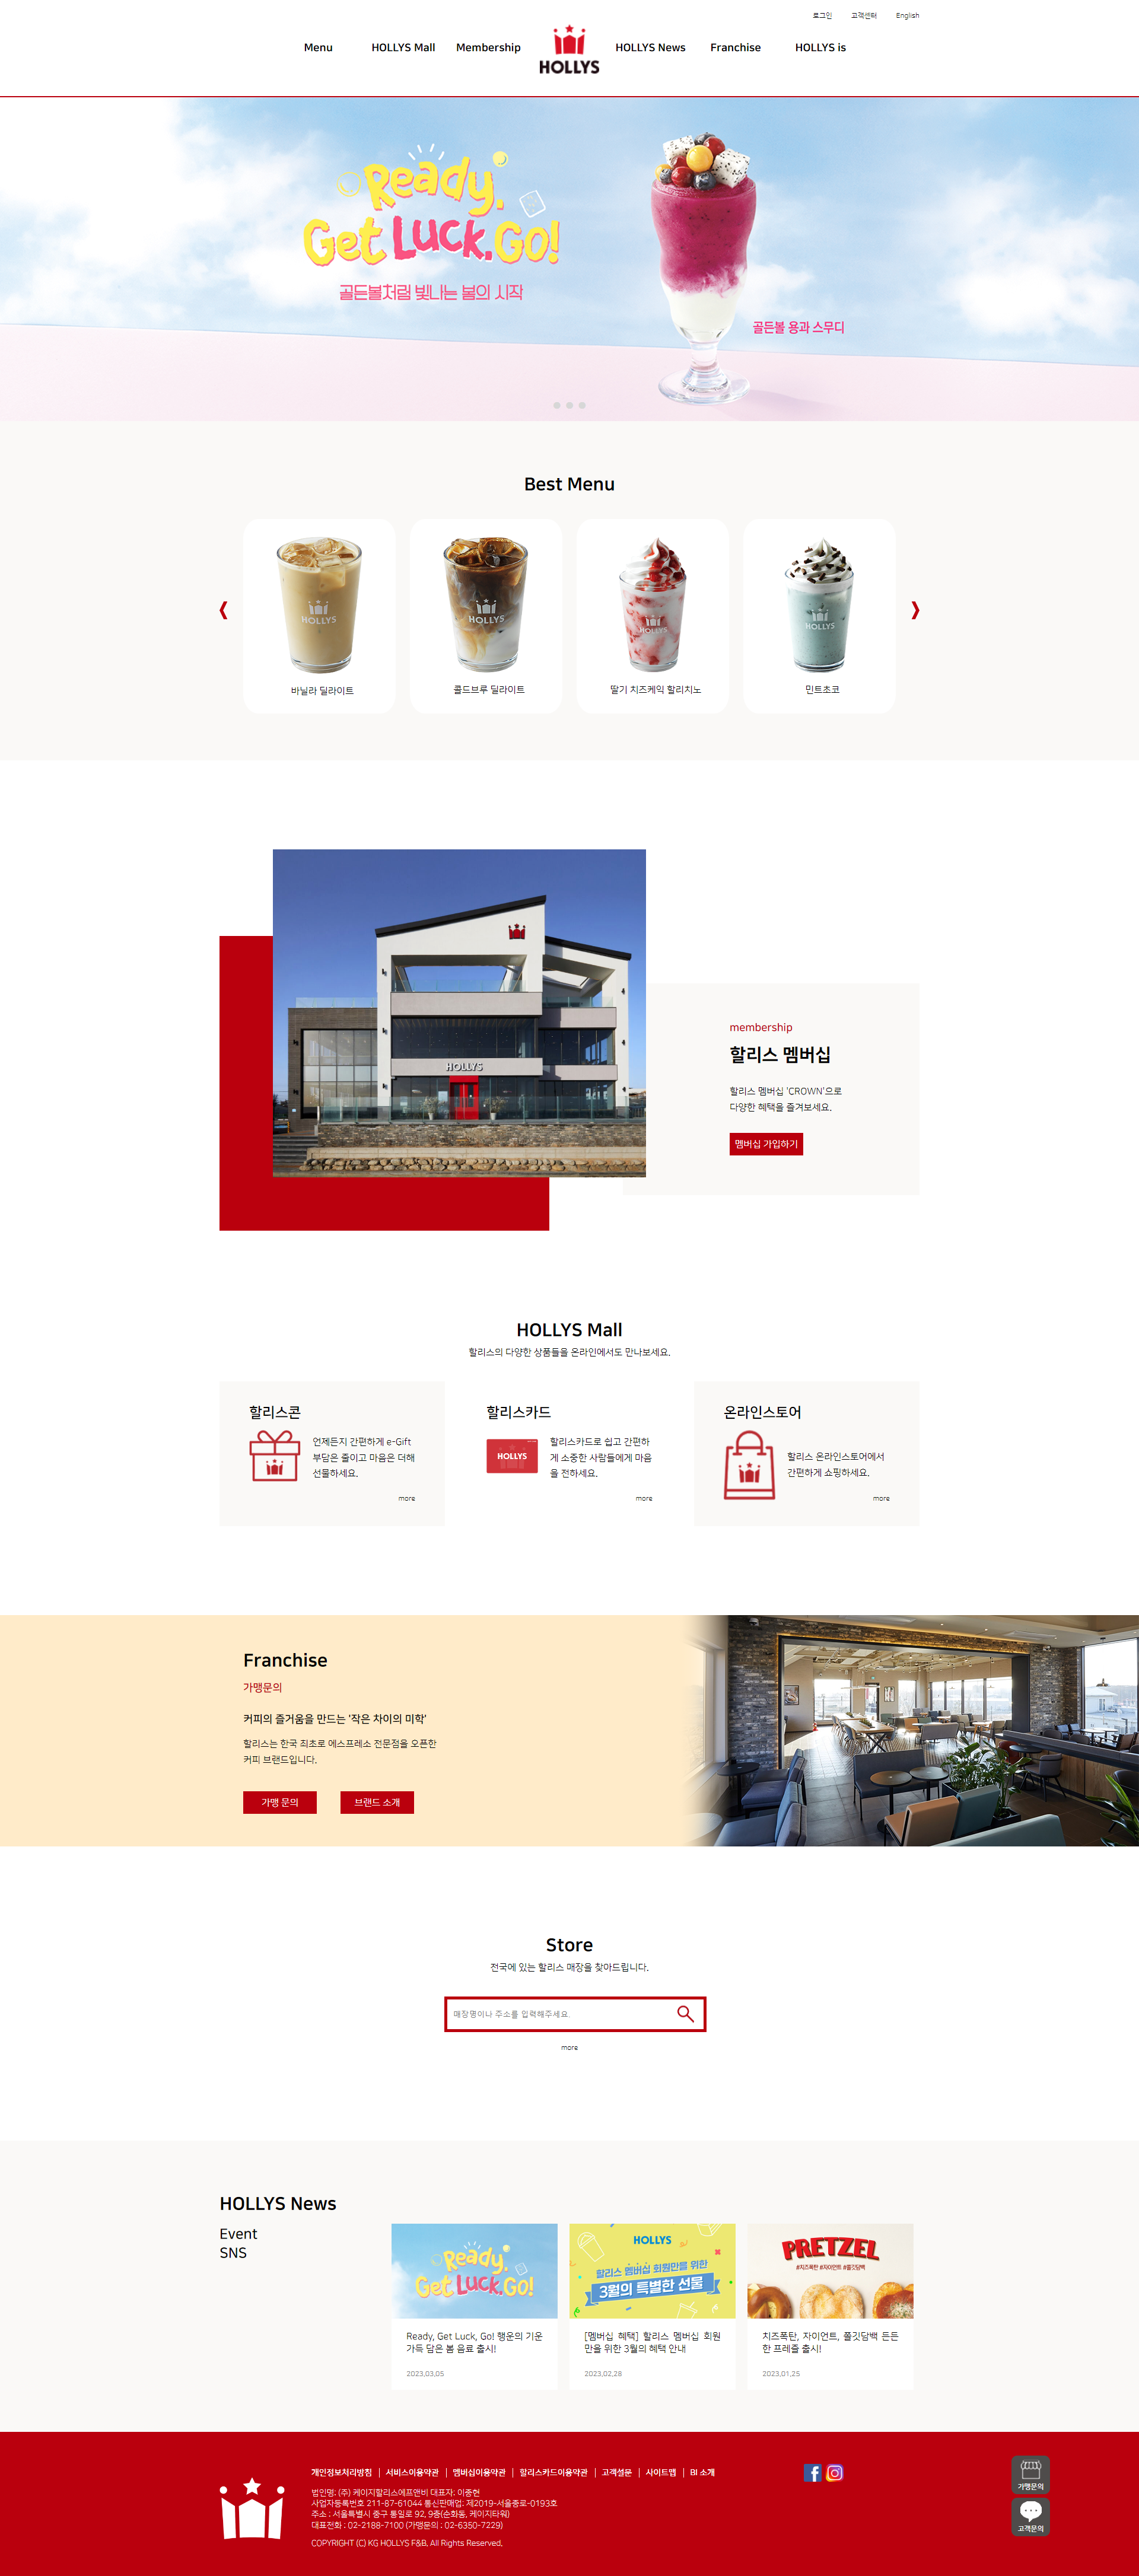 로그인 고객센터 English
Menu HOLLYS Mall Membership HOLLYS HOLLYS News Franchise HOLLYS is
Ready,
Get Luck, Go!
골든볼처럼 빛나는 봄의 시작
골든볼 용과 스무디
Best Menu
HOLLYS HOLLYS HOLLYS HOLLYS
바닐라 딜라이트 콜드브루 딜라이트 딸기 치즈케익 할리치노 민트초코
HOLLYS
membership
할리스 멤버십
할리스 멤버십 'CROWN'으로
다양한 혜택을 즐겨보세요.
멤버십 가입하기
HOLLYS Mall
할리스의 다양한 상품들을 온라인에서도 만나보세요.
할리스콘
언제든지 간편하게 e-Gift
부담은 줄이고 마음은 더해
선물하세요.
more
할리스카드
HOLLYS
할리스카드로 쉽고 간편하
게 소중한 사람들에게 마음
을 전하세요.
more
온라인스토어
할리스 온라인스토어에서
간편하게 쇼핑하세요.
more
Franchise
가맹문의
커피의 즐거움을 만드는 '작은 차이의 미학'
할리스는 한국 최초로 에스프레소 전문점을 오픈한
커피 브랜드입니다.
가맹 문의 브랜드 소개
Store
전국에 있는 할리스 매장을 찾아드립니다.
매장명이나 주소를 입력해주세요.
more
HOLLYS News
Event
SNS
Ready,
Get Luck, Go!
Ready, Get Luck, Go! 행운의 기운
가득 담은 봄 음료 출시!
2023.03.05
HOLLYS
할리스 멤버십 회원만을 위한
3월의 특별한 선물
[멤버십 혜택] 할리스 멤버십 회원
만을 위한 3월의 혜택 안내
2023.02.28
PRETZEL
#치즈폭탄 #자이언트 #쫄깃담백
치즈폭탄, 자이언트, 쫄깃담백 든든
한 프레즐 출시!
2023.01.25
개인정보처리방침 | 서비스이용약관 | 멤버십이용약관 | 할리스카드이용약관 | 고객설문 | 사이트맵 | BI 소개
법인명: (주) 케이지할리스에프앤비 대표자: 이종현
사업자등록번호 211-87-61044 통신판매업: 제2019-서울종로-0193호
주소 : 서울특별시 중구 통일로 92, 9층(순화동, 케이지타워)
대표전화 : 02-2188-7100 (가맹문의 : 02-6350-7229)
COPYRIGHT (C) KG HOLLYS F&B. All Rights Reserved.
가맹문의
고객문의